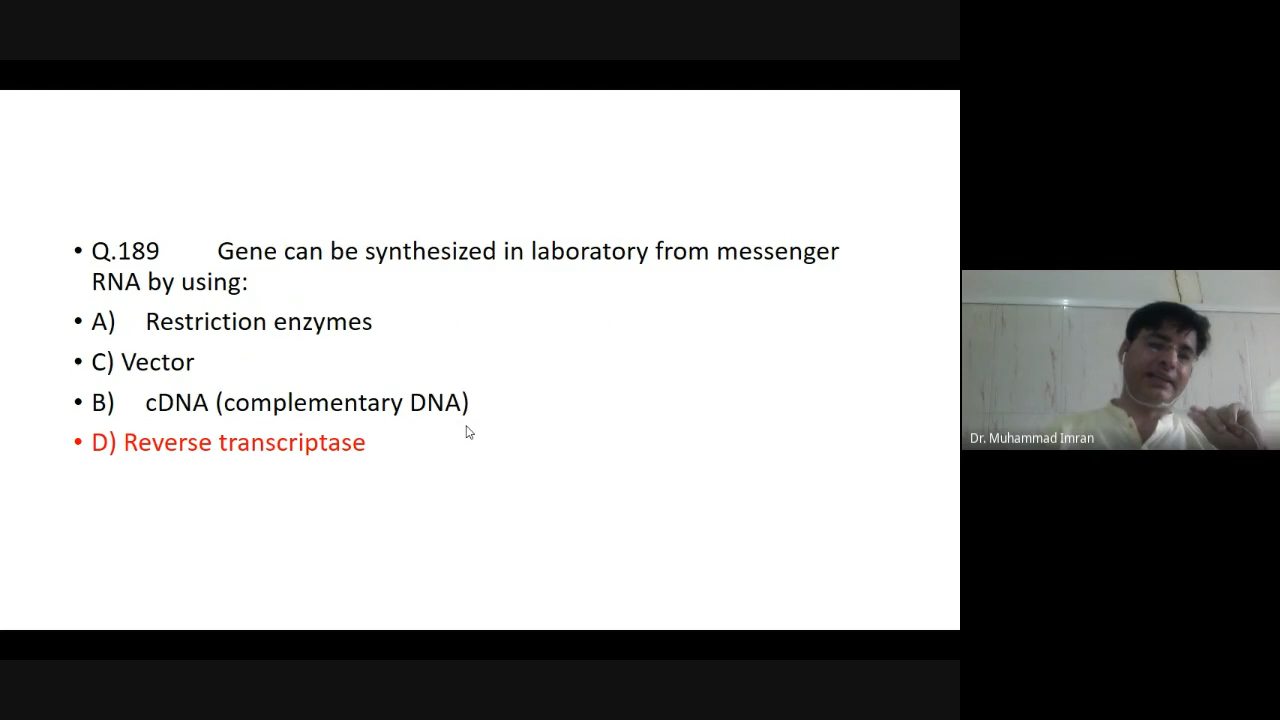 • Q.189 Gene can be synthesized in laboratory from messenger
RNA by using:
• A) Restriction enzymes
• C) Vector
• B) cDNA (complementary DNA)
• D) Reverse transcriptase
Dr. Muhammad Imran